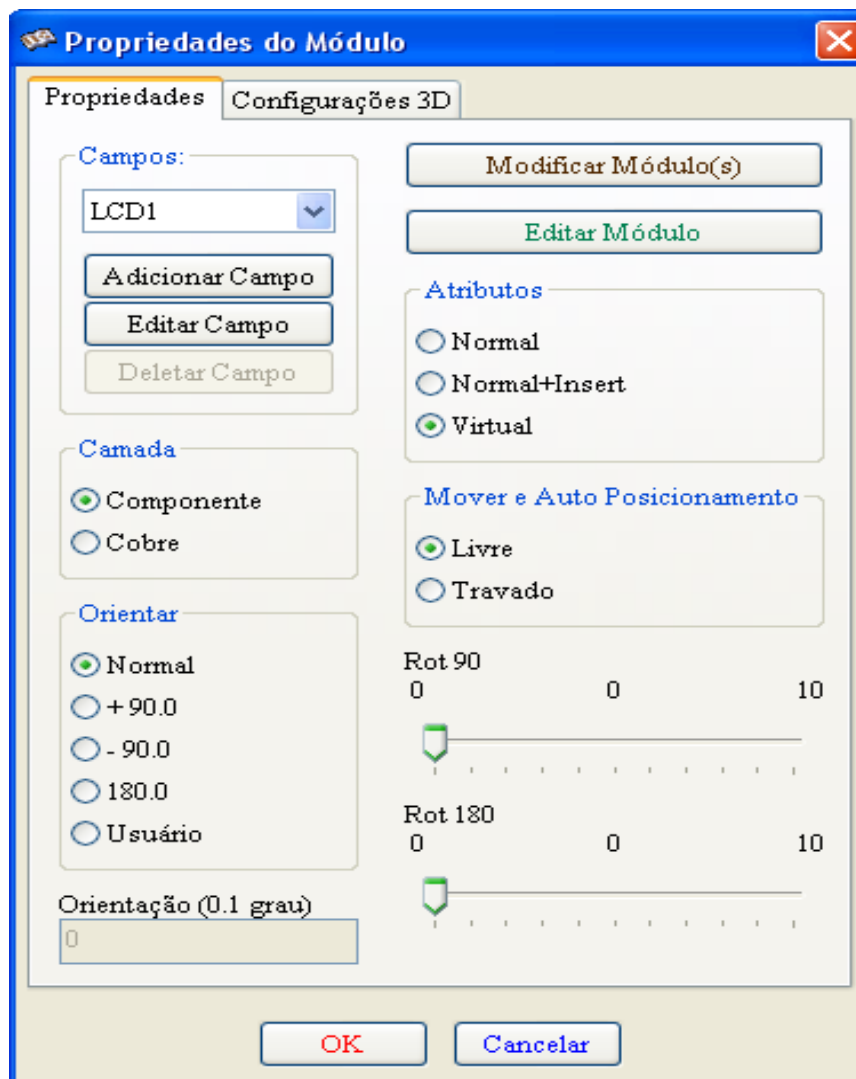 Propriedades do Módulo
Propriedades
Configurações 3D
Campos:
LCD1
Adicionar Campo
Editar Campo
Deletar Campo
Camada
Componente
Cobre
Orientar
Normal
+ 90.0
- 90.0
180.0
Usuário
Orientação (0.1 grau)
0
Modificar Módulo(s)
Editar Módulo
Atributos
Normal
Normal+Insert
Virtual
Mover e Auto Posicionamento
Livre
Travado
Rot 90
0 0 10
Rot 180
0 0 10
OK
Cancelar